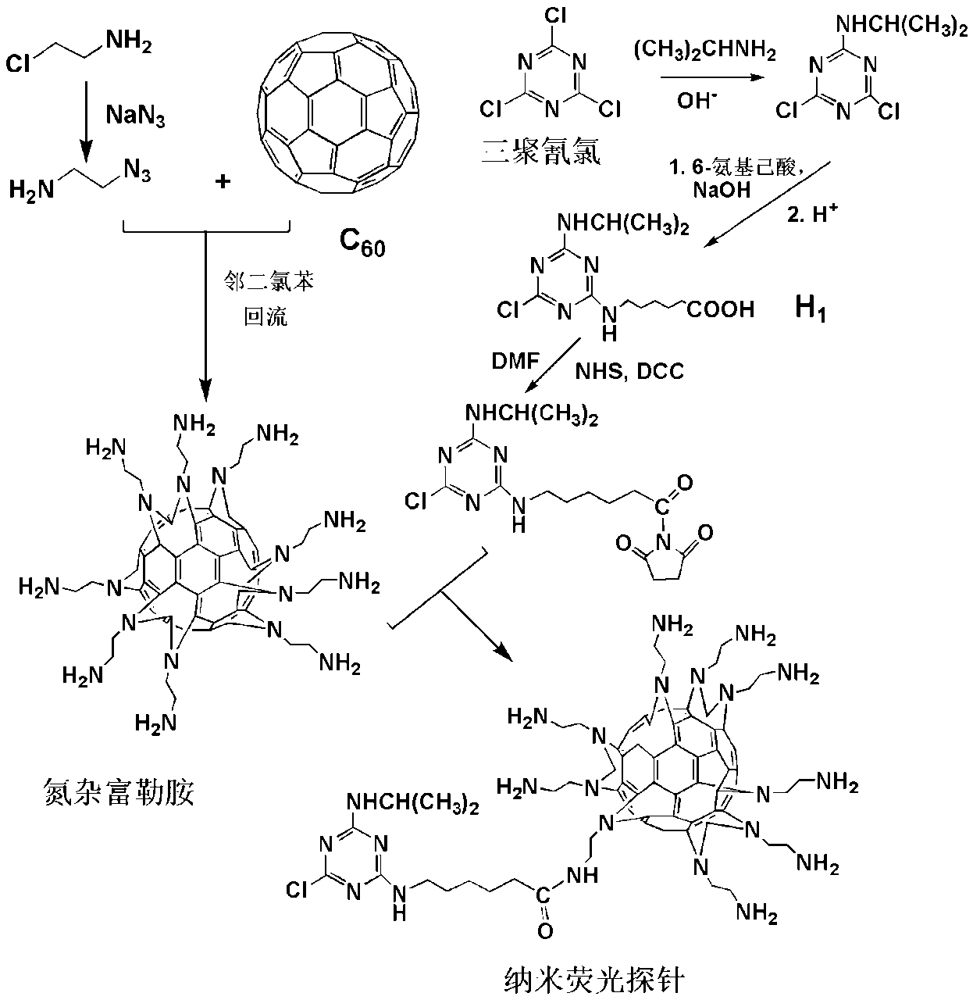 Cl
NH2
NaN3
H2N
N3
+
C60
邻二氯苯
回流
Cl
N
N
N
Cl
Cl
三聚氰氯
(CH3)2CHNH2
OH-
NHCH(CH3)2
N
N
N
Cl
Cl
1. 6-氨基己酸,
NaOH
2. H+
NHCH(CH3)2
N
N
N
Cl
N
H
COOH
H1
DMF
NHS, DCC
NHCH(CH3)2
N
N
N
Cl
N
H
O
C
O
N
O
NH2
H2N
NH2
N
N
N
N
NH2
N
H2N
N
N
NH2
N
N
H2N
N
NH2
H2N
氮杂富勒胺
NH2
NH2
NH2
N
N
N
H2N
N
H2N
N
N
NH2
N
N
NH2
N
NH2
NHCH(CH3)2
N
N
N
Cl
N
H
NH
C
O
纳米荧光探针